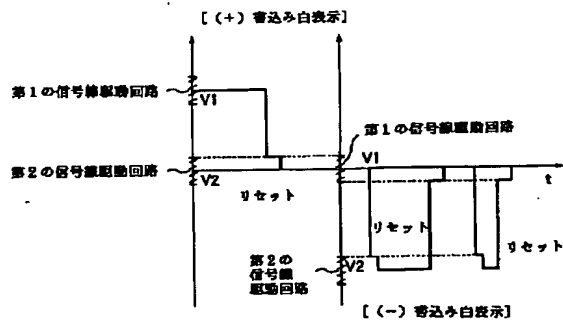 [(+)書込み白表示]
第1の信号線駆動回路
V1
第1の信号線駆動回路
第2の信号線駆動回路
V2
V1
t
リセット
リセット
リセット
第2の
信号線
駆動回路
V2
[(-)書込み白表示]